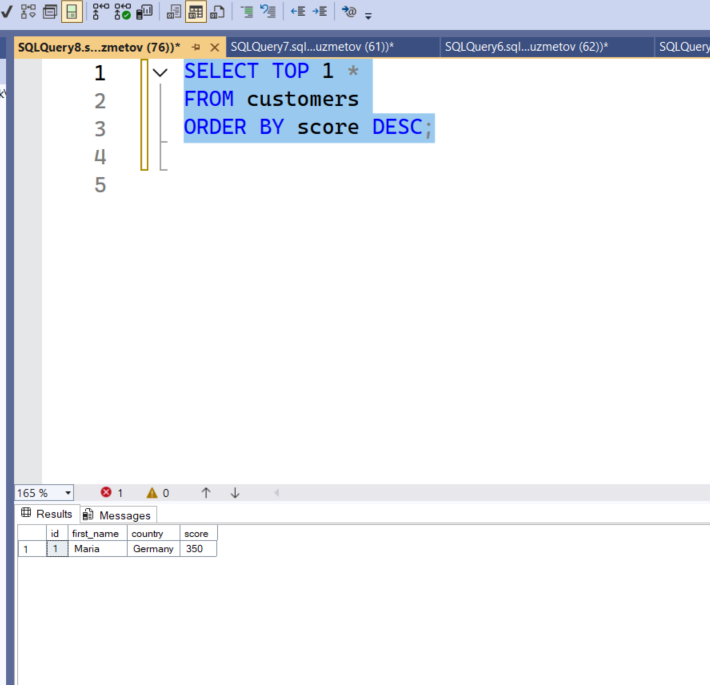 SQLQuery8.s...zmetov (76))*
SQLQuery7.sql...uzmetov (61))*
SQLQuery6.sql...uzmetov (62))*
SQLQuery
1 SELECT TOP 1 *
2 FROM customers
3 ORDER BY score DESC;
4
5
165 % 1 0
Results Messages
id first_name country score
1 1 Maria Germany 350